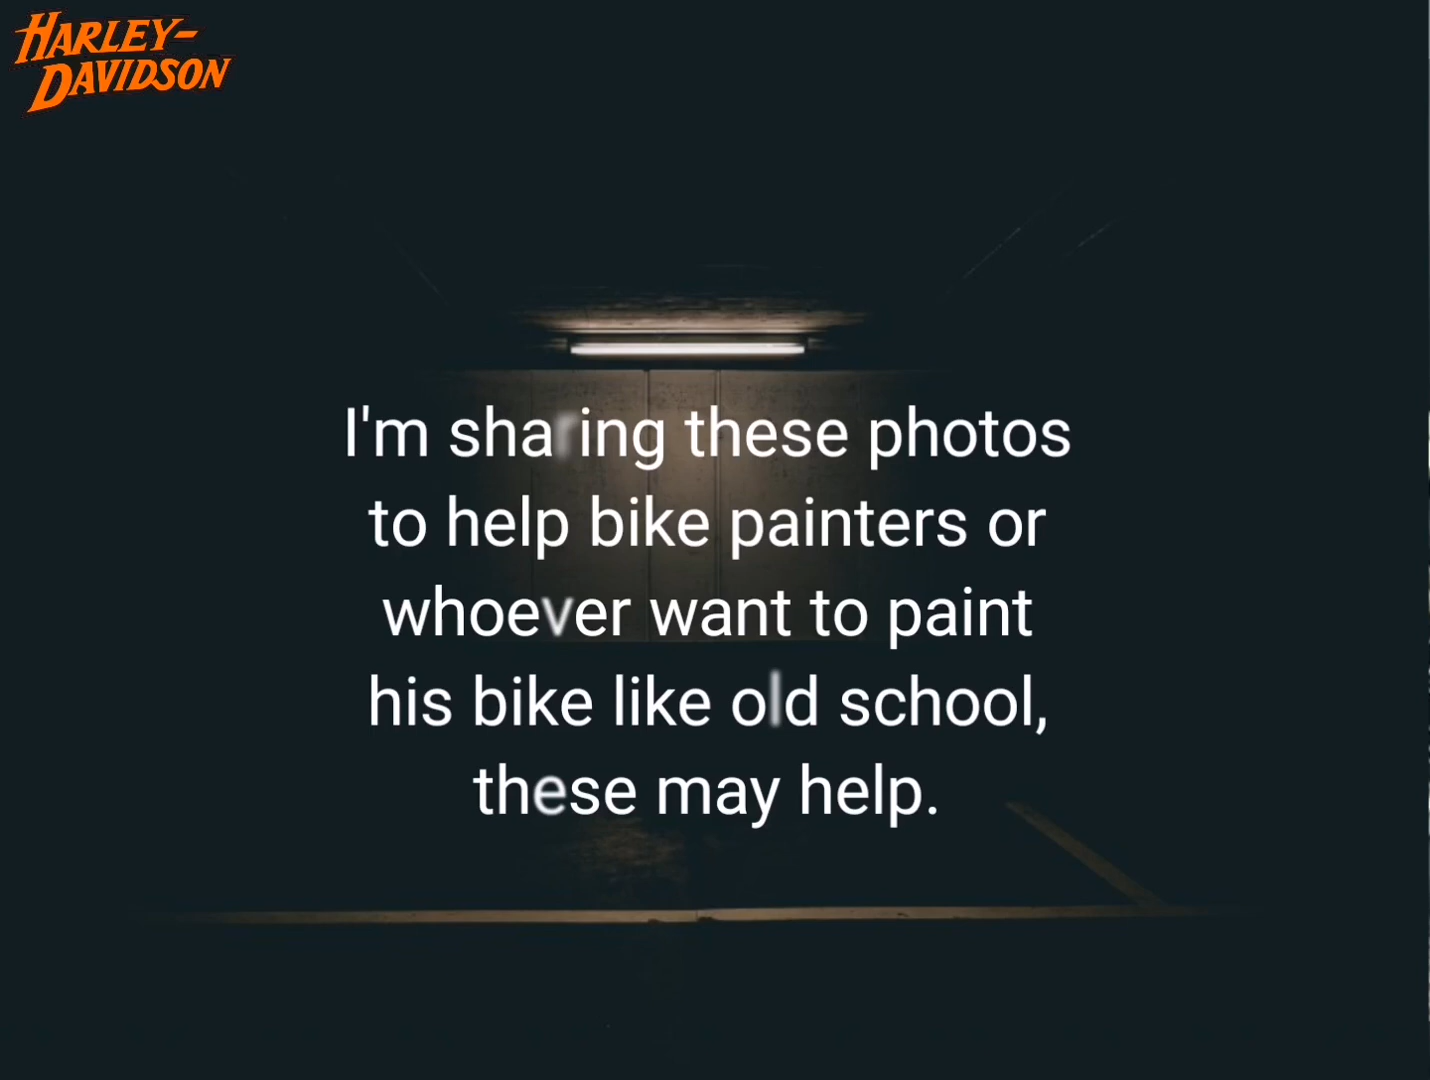 HARLEY-
DAVIDSON
I'm sharing these photos
to help bike painters or
whoever want to paint
his bike like old school,
these may help.